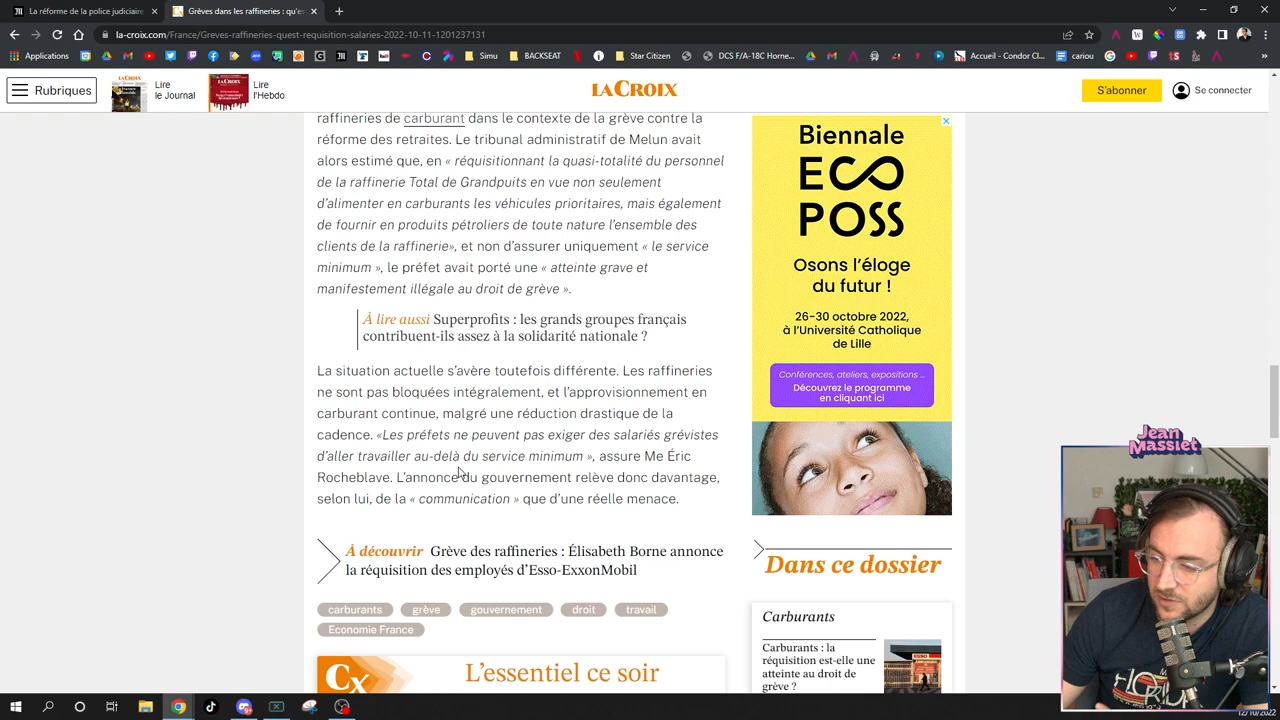 La réforme de la police judiciaire
Grèves dans les raffineries : qu'es
la-croix.com/France/Greves-raffineries-quest-requisition-salaries-2022-10-11-1201237131
Applications
Simu
BACKSEAT
Star Citizen
DCS F/A-18C Horne...
Accueil - Condor Cl...
cariou
Rubriques
Lire
le Journal
Lire
l'Hebdo
LA CROIX
S'abonner
Se connecter
raffineries de carburant dans le contexte de la grève contre la
réforme des retraites. Le tribunal administratif de Melun avait
alors estimé que, en « réquisitionnant la quasi-totalité du personnel
de la raffinerie Total de Grandpuits en vue non seulement
d'alimenter en carburants les véhicules prioritaires, mais également
de fournir en produits pétroliers de toute nature l'ensemble des
clients de la raffinerie», et non d'assurer uniquement « le service
minimum », le préfet avait porté une « atteinte grave et
manifestement illégale au droit de grève ».
À lire aussi Superprofits : les grands groupes français
contribuent-ils assez à la solidarité nationale ?
La situation actuelle s'avère toutefois différente. Les raffineries
ne sont pas bloquées intégralement, et l'approvisionnement en
carburant continue, malgré une réduction drastique de la
cadence. «Les préfets ne peuvent pas exiger des salariés grévistes
d'aller travailler au-delà du service minimum », assure Me Éric
Rocheblave. L'annonce du gouvernement relève donc davantage,
selon lui, de la « communication » que d'une réelle menace.
À découvrir Grève des raffineries : Élisabeth Borne annonce
la réquisition des employés d'Esso-ExxonMobil
carburants
grève
gouvernement
droit
travail
Economie France
Cx
L'essentiel ce soir
Biennale
ECO
POSS
Osons l'éloge
du futur !
26-30 octobre 2022,
à l'Université Catholique
de Lille
Conférences, ateliers, expositions ...
Découvrez le programme
en cliquant ici
Dans ce dossier
Carburants
Carburants : la
réquisition est-elle une
atteinte au droit de
grève ?
Jean
Massiet
12/10/2022